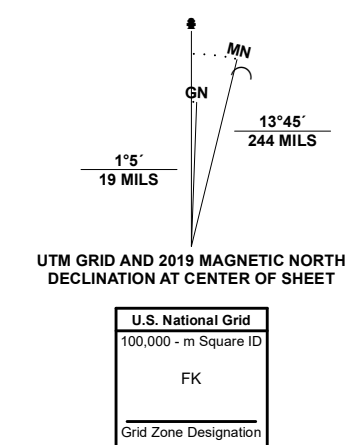 MN
GN
13°45´
244 MILS
1°5´
19 MILS
UTM GRID AND 2019 MAGNETIC NORTH
DECLINATION AT CENTER OF SHEET
U.S. National Grid
100,000 - m Square ID
FK
Grid Zone Designation